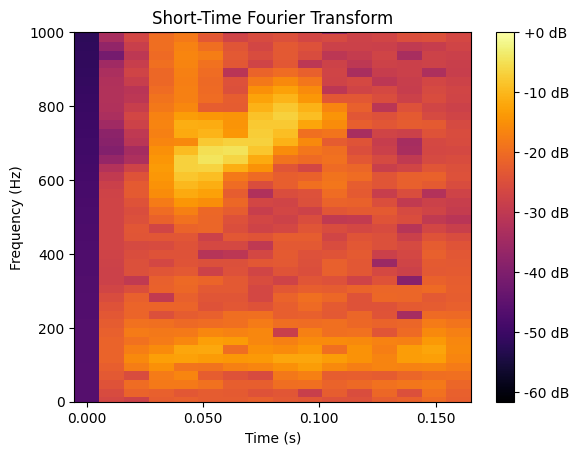 Short-Time Fourier Transform
1000
800
600
400
200
0
Frequency (Hz)
0.000
0.050
0.100
0.150
Time (s)
+0 dB
-10 dB
-20 dB
-30 dB
-40 dB
-50 dB
-60 dB